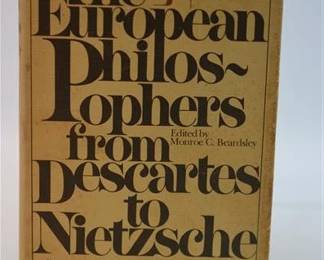 European
Philos~
ophers
Edited by
Monroe C. Beardsley
from
Descartes
to
Nietzsche